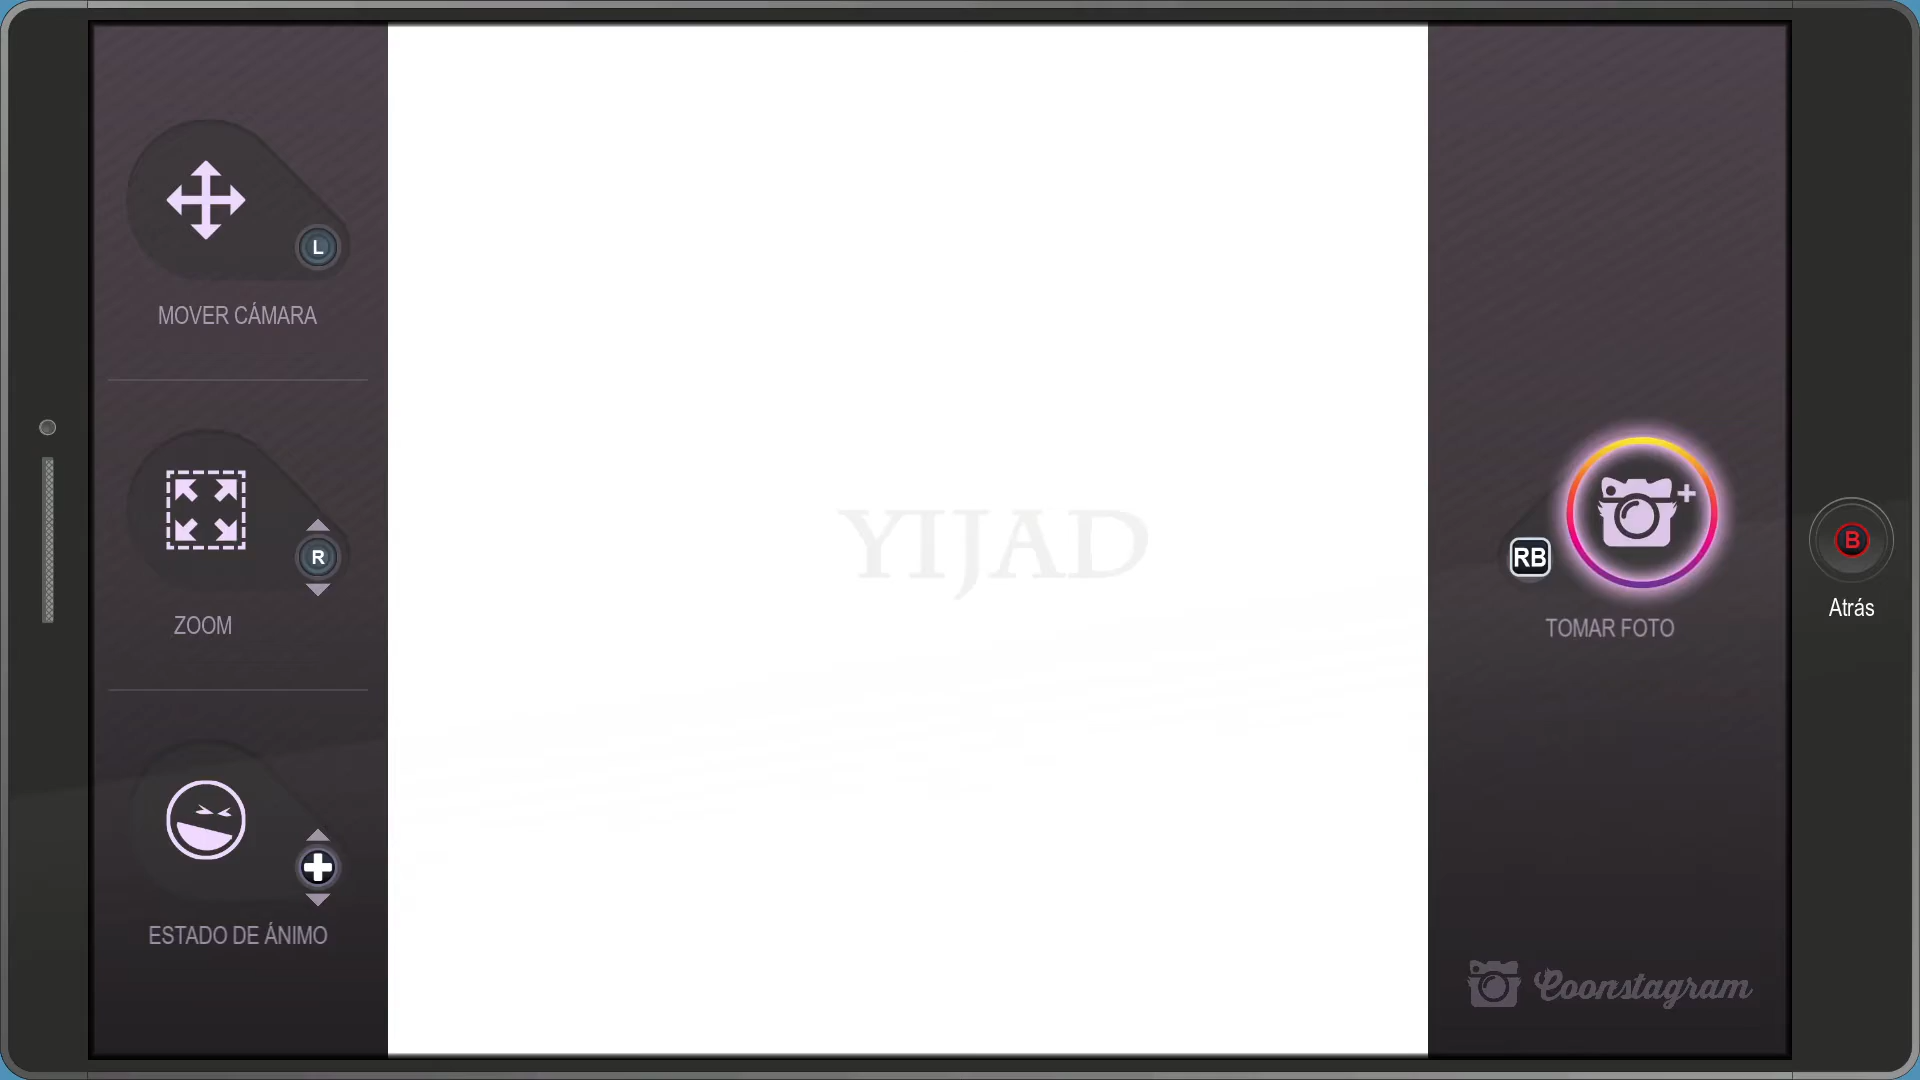 L
MOVER CÁMARA
R
ZOOM
ESTADO DE ÁNIMO
YIJAD
RB
TOMAR FOTO
Coonstagram
B
Atrás